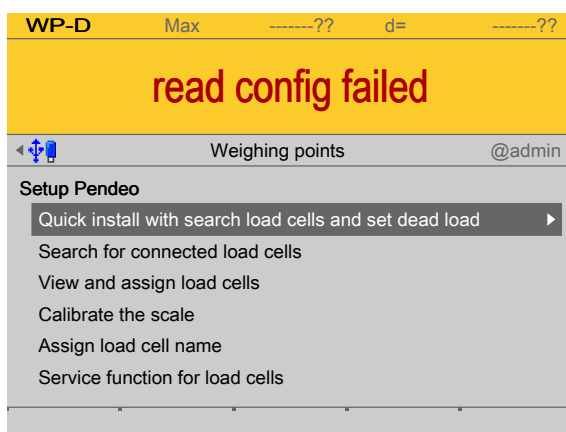 WP-D Max -------?? d= -------??
read config failed
Weighing points @admin
Setup Pendeo
Quick install with search load cells and set dead load
Search for connected load cells
View and assign load cells
Calibrate the scale
Assign load cell name
Service function for load cells